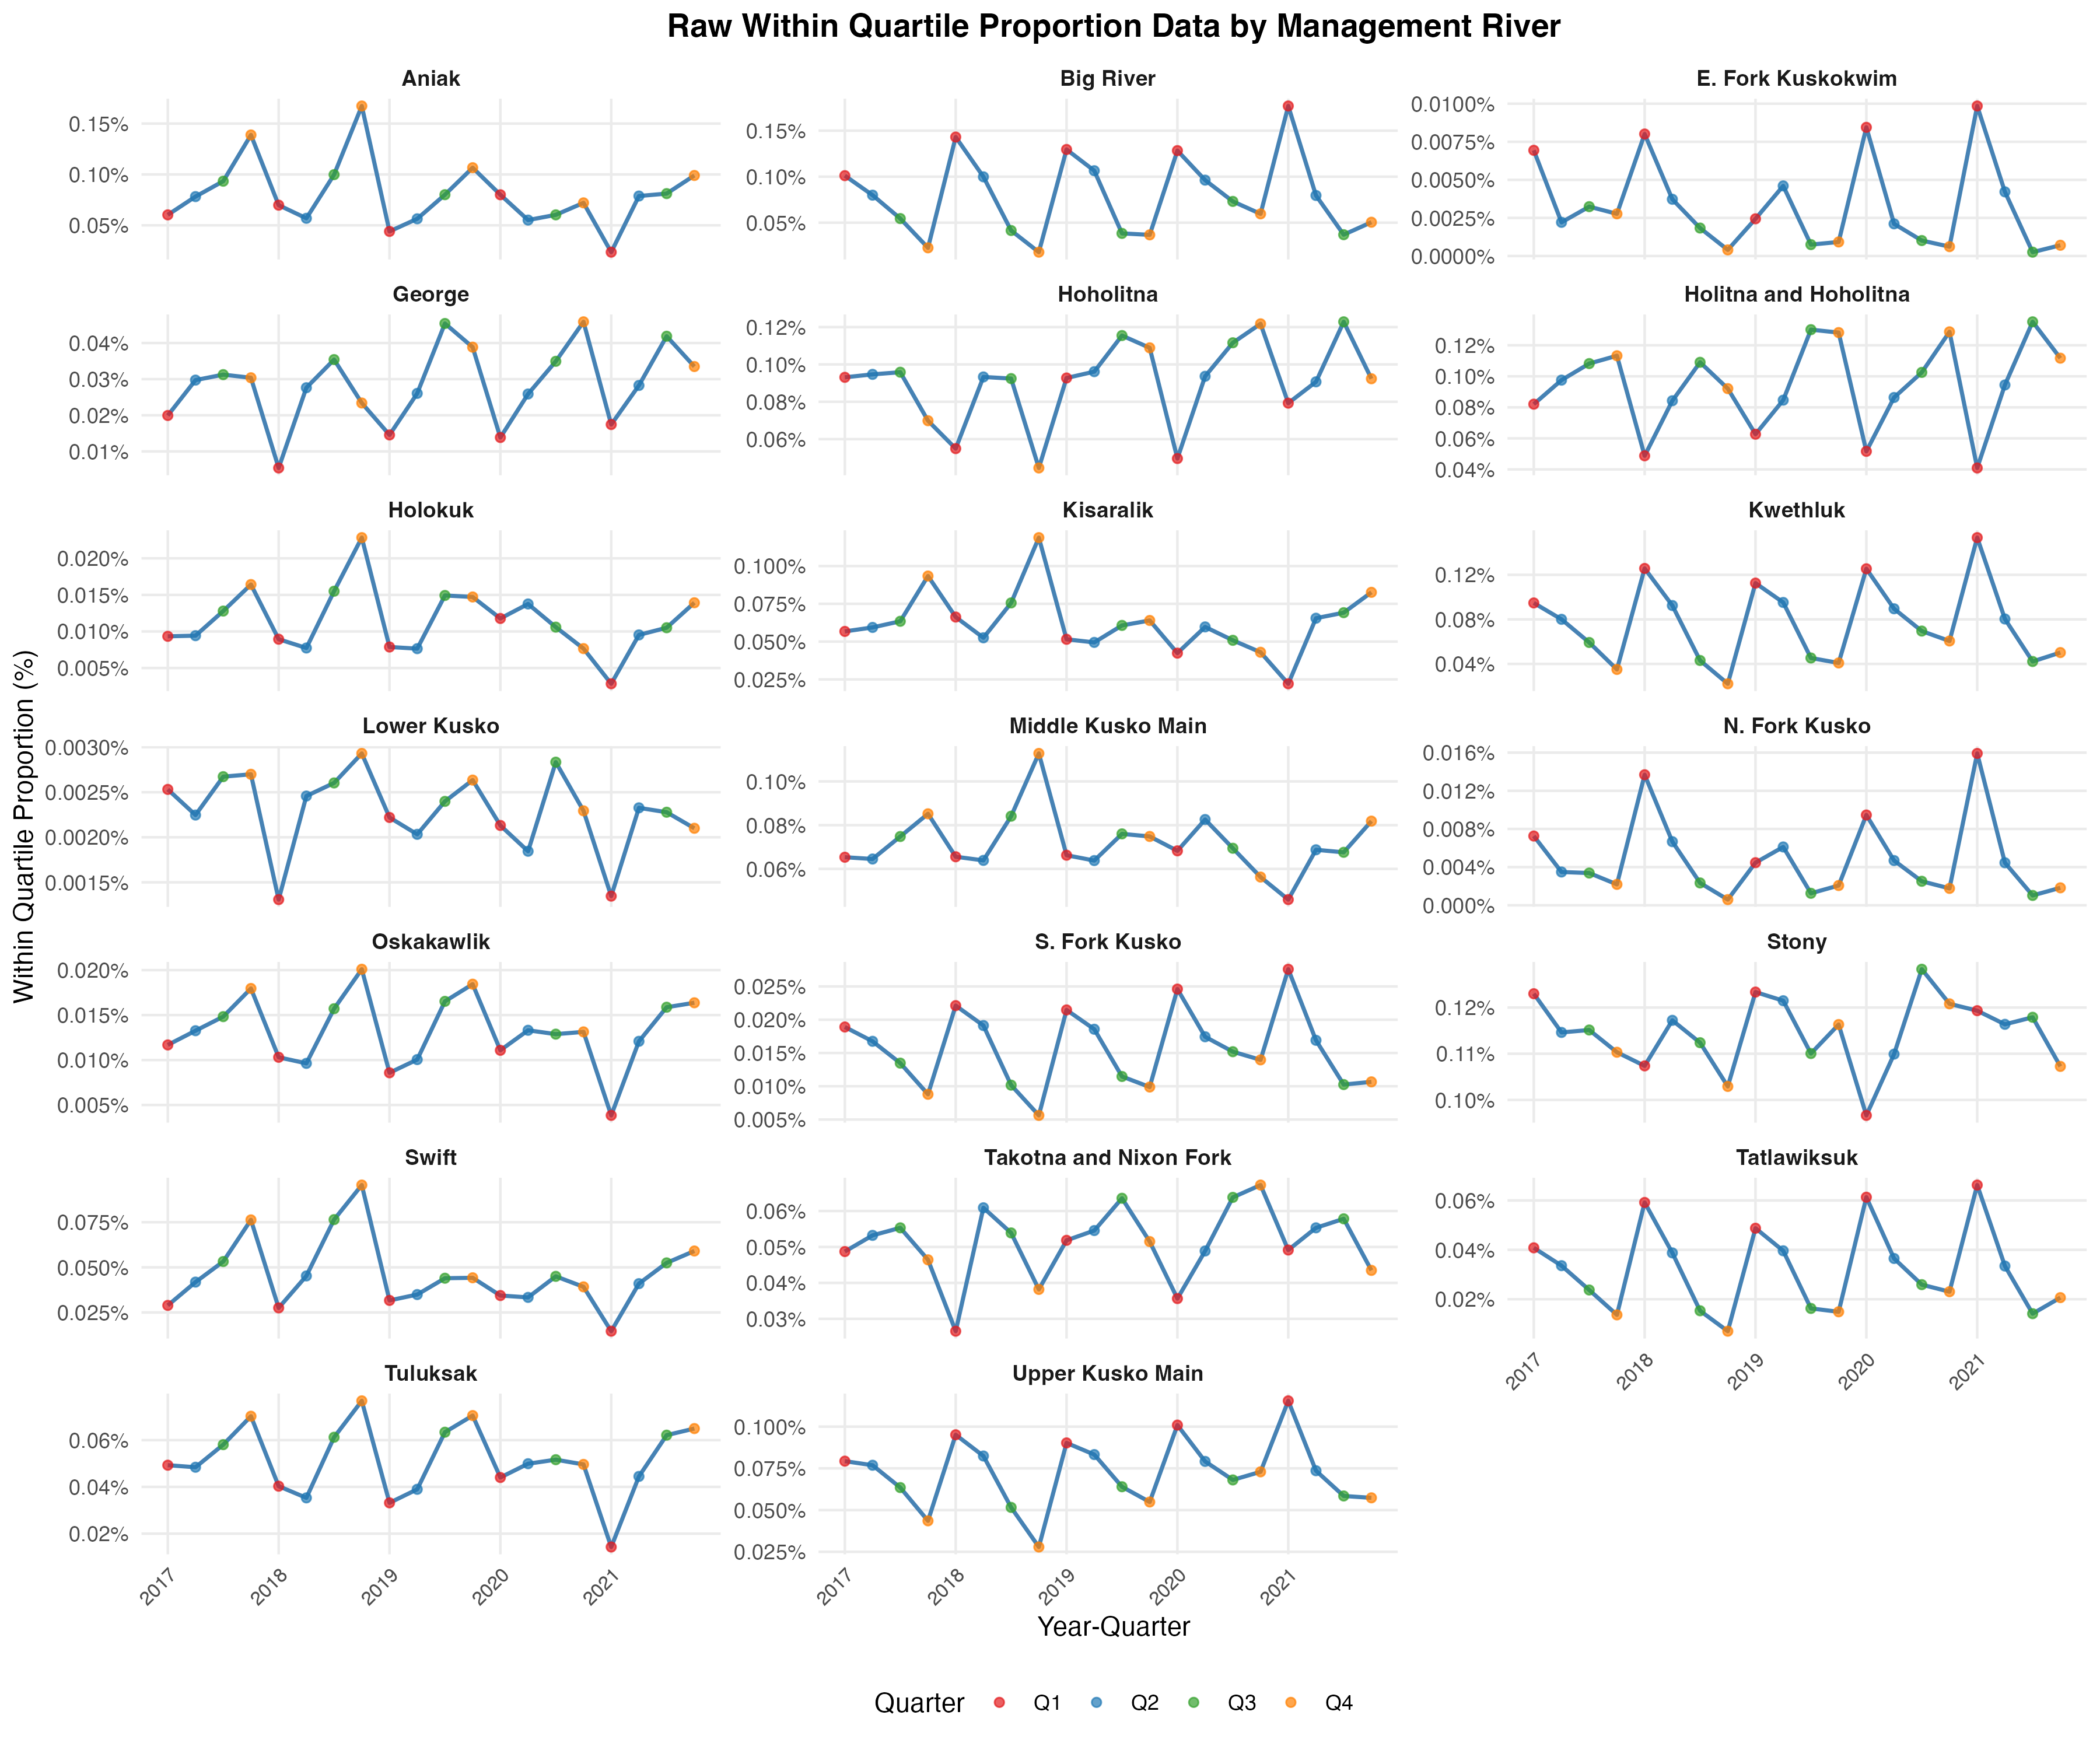 Raw Within Quartile Proportion Data by Management River
Aniak
Big River
E. Fork Kuskokwim
0.15%
0.10%
0.05%
0.15%
0.10%
0.05%
0.0100%
0.0075%
0.0050%
0.0025%
0.0000%
George
Hoholitna
Holitna and Hoholitna
0.04%
0.03%
0.02%
0.01%
0.12%
0.10%
0.08%
0.06%
0.12%
0.10%
0.08%
0.06%
0.04%
Holokuk
Kisaralik
Kwethluk
0.020%
0.015%
0.010%
0.005%
0.100%
0.075%
0.050%
0.025%
0.12%
0.08%
0.04%
Within Quartile Proportion (%)
Lower Kusko
Middle Kusko Main
N. Fork Kusko
0.0030%
0.0025%
0.0020%
0.0015%
0.10%
0.08%
0.06%
0.016%
0.012%
0.008%
0.004%
0.000%
Oskakawlik
S. Fork Kusko
Stony
0.020%
0.015%
0.010%
0.005%
0.025%
0.020%
0.015%
0.010%
0.005%
0.12%
0.11%
0.10%
Swift
Takotna and Nixon Fork
Tatlawiksuk
0.075%
0.050%
0.025%
0.06%
0.05%
0.04%
0.03%
0.06%
0.04%
0.02%
2017 2018 2019 2020 2021
Tuluksak
Upper Kusko Main
0.06%
0.04%
0.02%
0.100%
0.075%
0.050%
0.025%
2017 2018 2019 2020 2021
2017 2018 2019 2020 2021
Year-Quarter
Quarter Q1 Q2 Q3 Q4